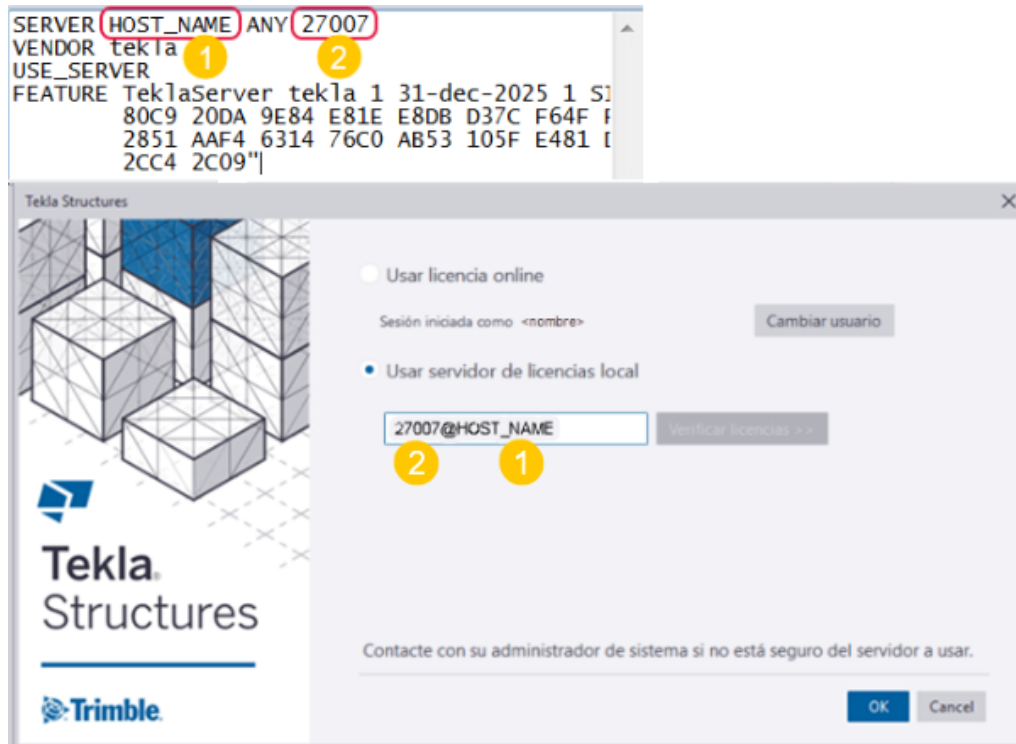 SERVER HOST_NAME ANY 27007
VENDOR tekla
1
2
USE_SERVER
FEATURE TeklaServer tekla 1 31-dec-2025 1
80C9 20DA 9E84 E81E E8DB D37C F64F
2851 AAF4 6314 76C0 AB53 105F E481
2CC4 2C09"
Tekla Structures
Usar licencia online
Sesión iniciada como <nombre>
Cambiar usuario
Usar servidor de licencias local
27007@HOST_NAME
Verificar licencias >>
2
1
Tekla
Structures
Contacte con su administrador de sistema si no está seguro del servidor a usar.
Trimble
OK
Cancel